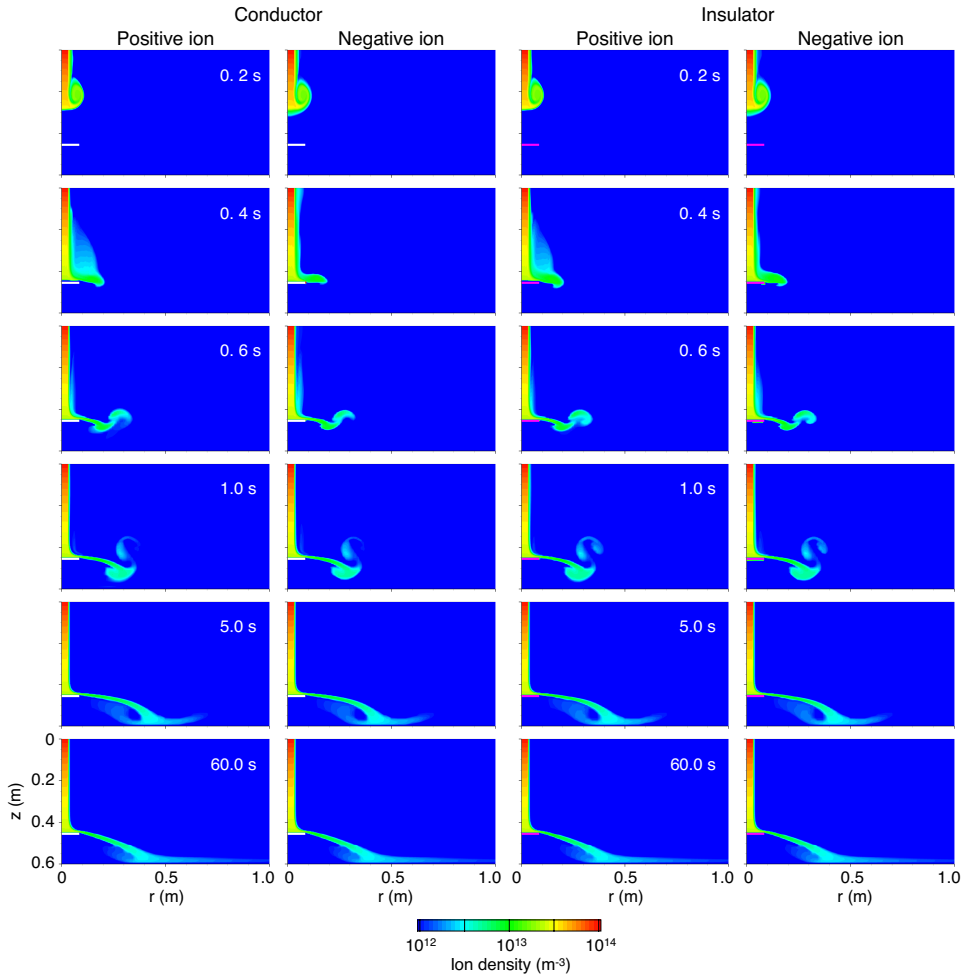 Conductor Insulator
Positive ion Negative ion Positive ion Negative ion
0. 2 s 0. 2 s
0. 4 s 0. 4 s
0. 6 s 0. 6 s
1.0 s 1.0 s
5.0 s 5.0 s
0
60.0 s 60.0 s
0.2
z (m)
0.4
0.6
0 0.5 1.0 0 0.5 1.0 0 0.5 1.0 0 0.5 1.0
r (m) r (m) r (m) r (m)
10¹² 10¹³ 10¹⁴
Ion density (m⁻³)